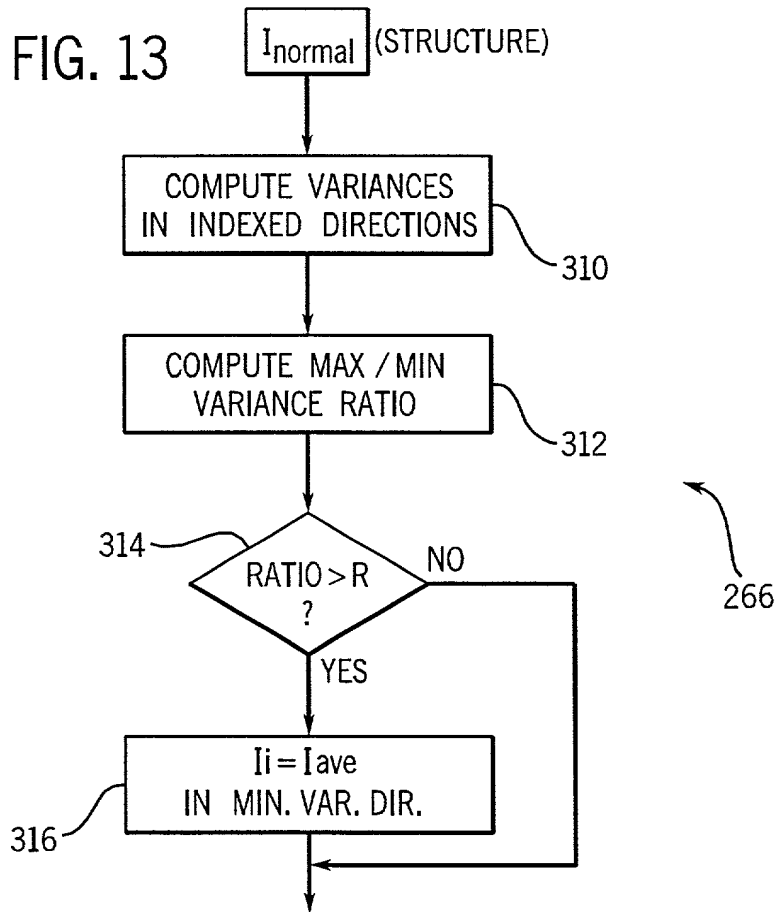 FIG. 13
Inormal (STRUCTURE)
COMPUTE VARIANCES
IN INDEXED DIRECTIONS
310
COMPUTE MAX / MIN
VARIANCE RATIO
312
314
RATIO > R
?
NO
YES
266
Ii = Iave
IN MIN. VAR. DIR.
316